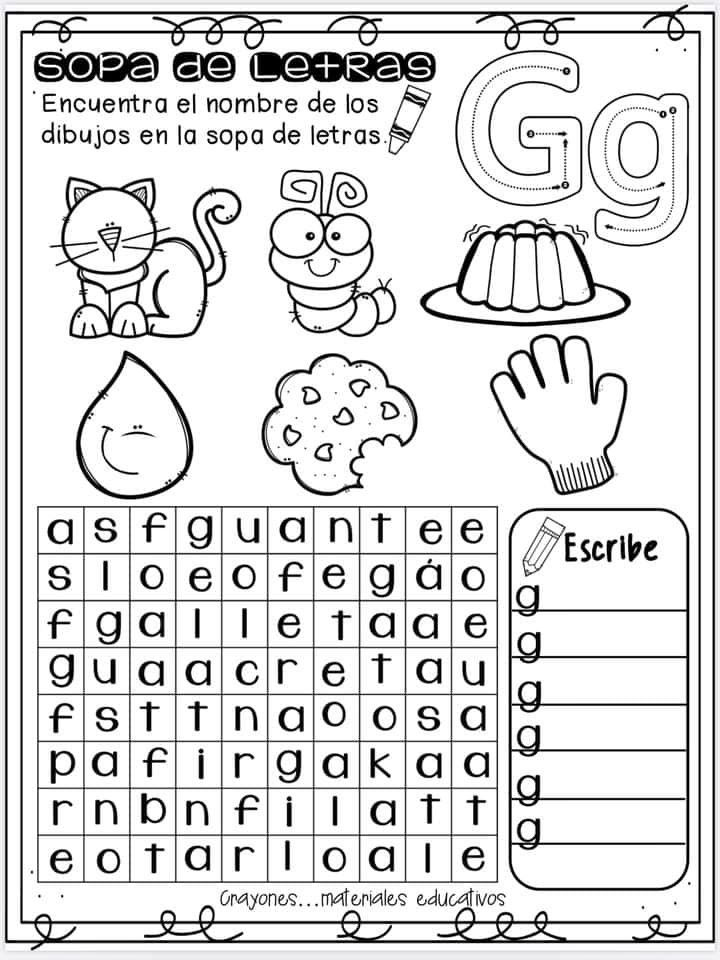 SOPA de LetRAS
Encuentra el nombre de los
dibujos en la sopa de letras.
Gg
a s f g u a n t e e
s l o e o f e g á o
f g a l l e t a a e
g u a a c r e t a u
f s t t n a o o s a
p a f i r g a k a a
r n b n f i l a t t
e o t a r l o a l e
Escribe
g
g
g
g
g
g
Crayones...materiales educativos